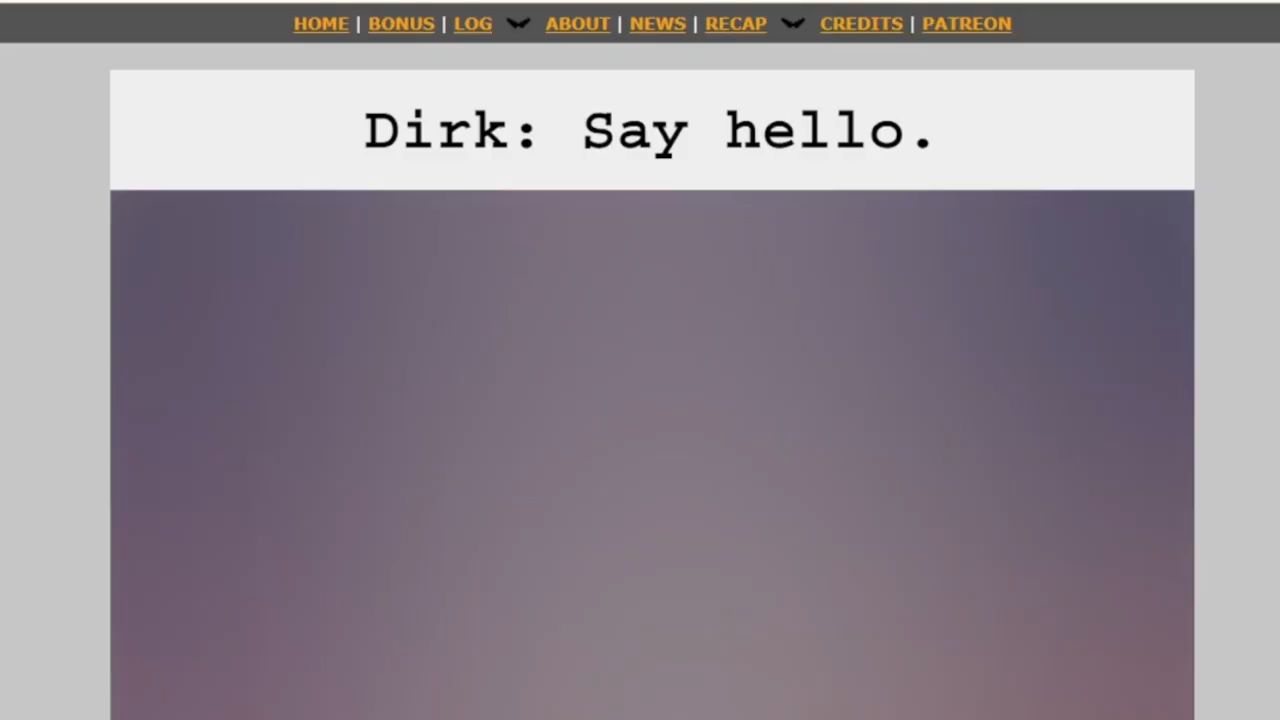 HOME | BONUS | LOG ABOUT | NEWS | RECAP CREDITS | PATREON
Dirk: Say hello.